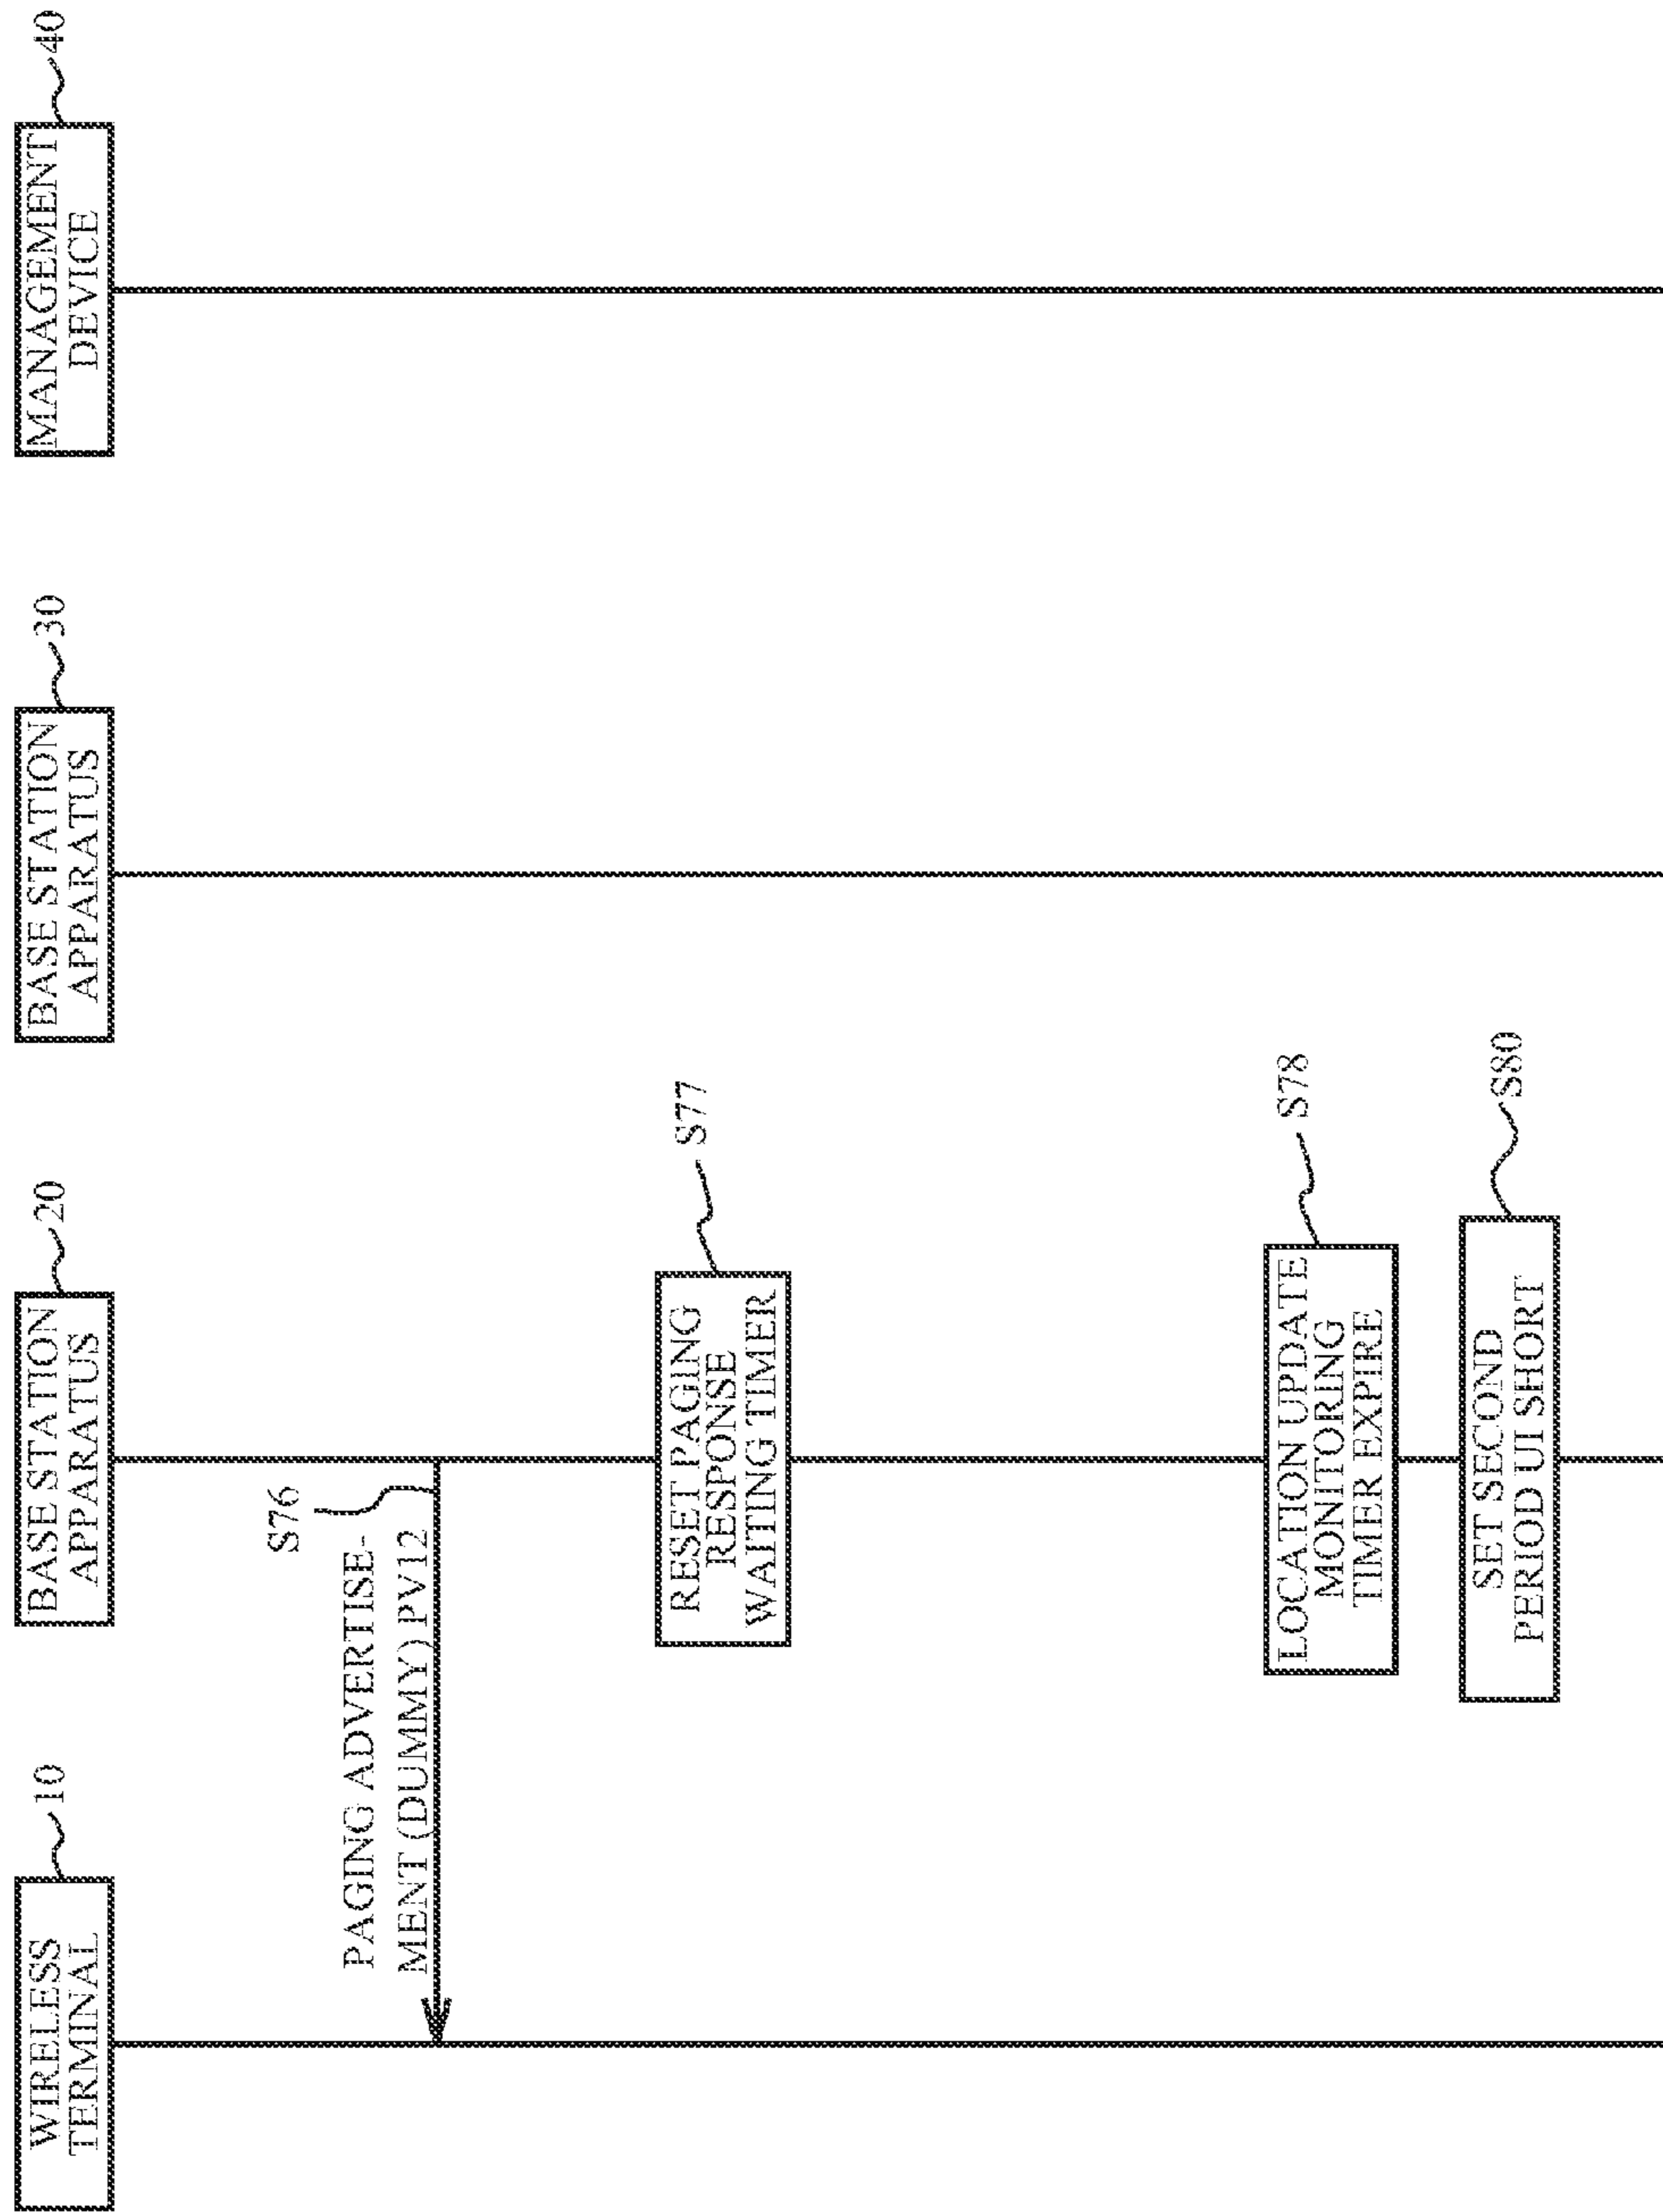 WIRELESS
TERMINAL
10
BASE STATION
APPARATUS
20
BASE STATION
APPARATUS
30
MANAGEMENT
DEVICE
40
S76
PAGING ADVERTISE-
MENT (DUMMY) PV12
RESET PAGING
RESPONSE
WAITING TIMER
S77
LOCATION UPDATE
MONITORING
TIMER EXPIRE
S78
SET SECOND
PERIOD UI SHORT
S80